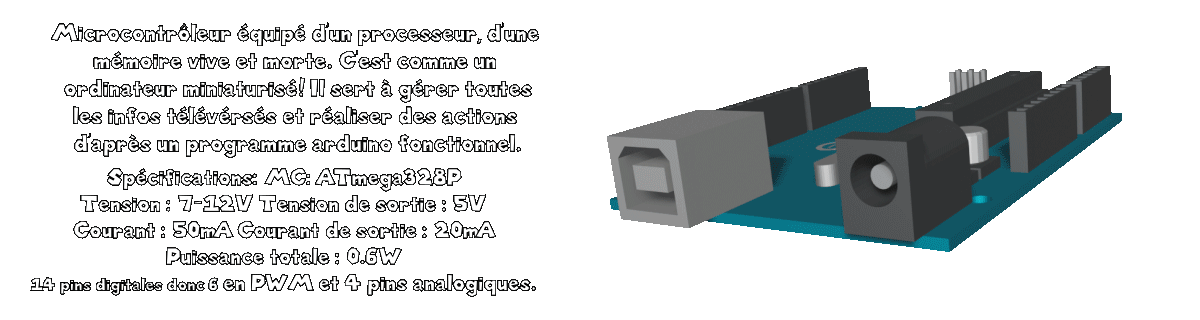 Microcontrôleur équipé d'un processeur, d'une
mémoire vive et morte. C'est comme un
ordinateur miniaturisé! Il sert à gérer toutes
les infos télévérsés et réaliser des actions
d'après un programme arduino fonctionnel.
Spécifications: MC: ATmega328P
Tension : 7-12V Tension de sortie : 5V
Courant : 50mA Courant de sortie : 20mA
Puissance totale : 0.6W
14 pins digitales donc 6 en PWM et 4 pins analogiques.